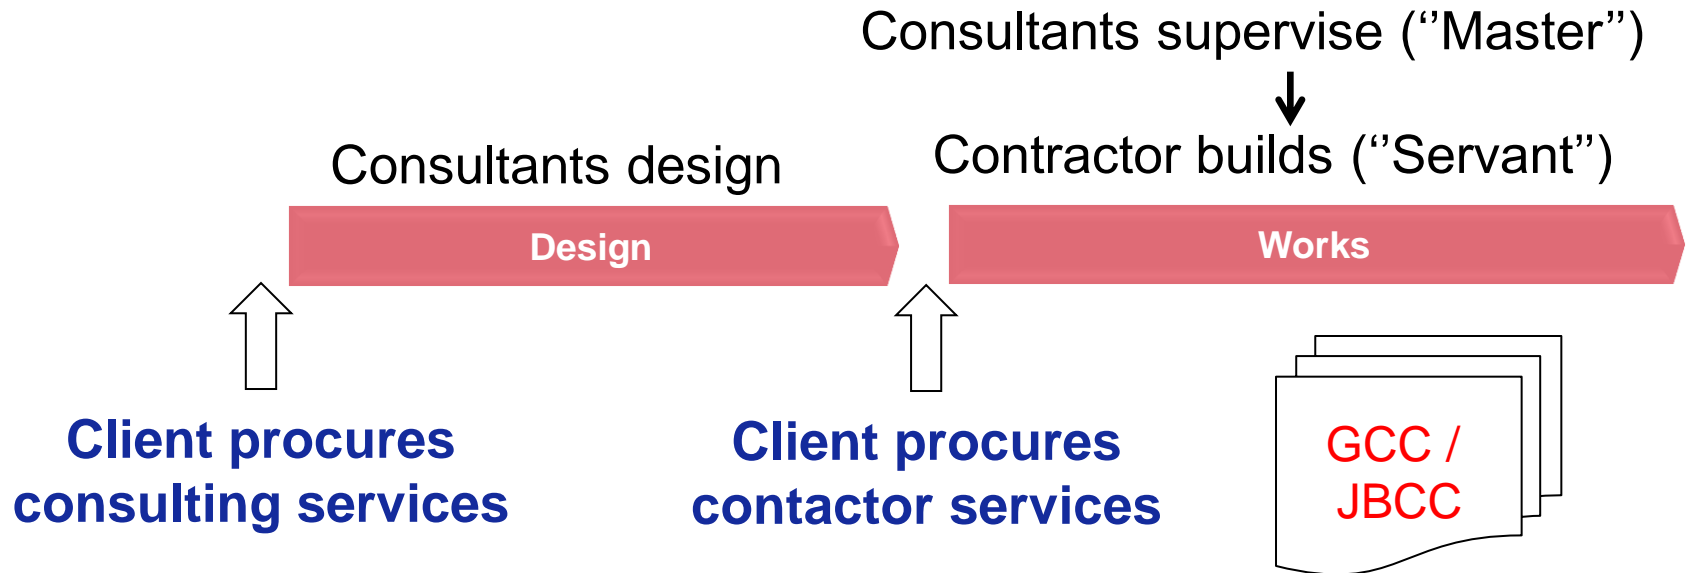 Consultants supervise (‘’Master’’)
Consultants design
Contractor builds (‘’Servant’’)
Design
Works
Client procures
consulting services
Client procures
contactor services
GCC /
JBCC